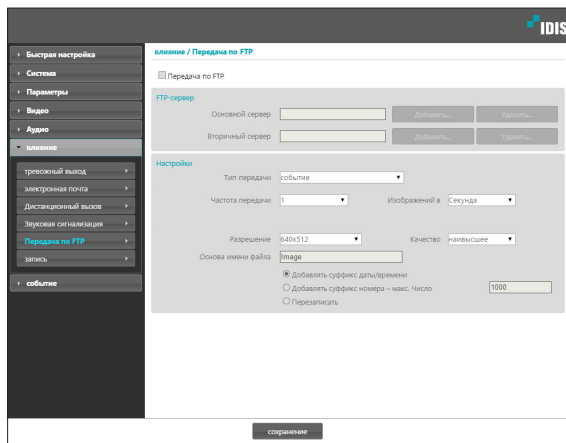 IDIS
Быстрая настройка
Система
Параметры
Видео
Аудио
влияние
тревожный выход
электронная почта
Дистанционный вызов
Звуковая сигнализация
Передача по FTP
запись
событие
влияние / Передача по FTP
Передача по FTP
FTP-сервер
Основной сервер Добавить... Удалить...
Вторичный сервер Добавить... Удалить...
Настройки
Тип передачи событие
Частота передачи 1 Изображений в Секунда
Разрешение 640x512 Качество наивысшее
Основа имени файла Image
Добавлять суффикс даты/времени
Добавлять суффикс номера – макс. Число 1000
Перезаписать
сохранение